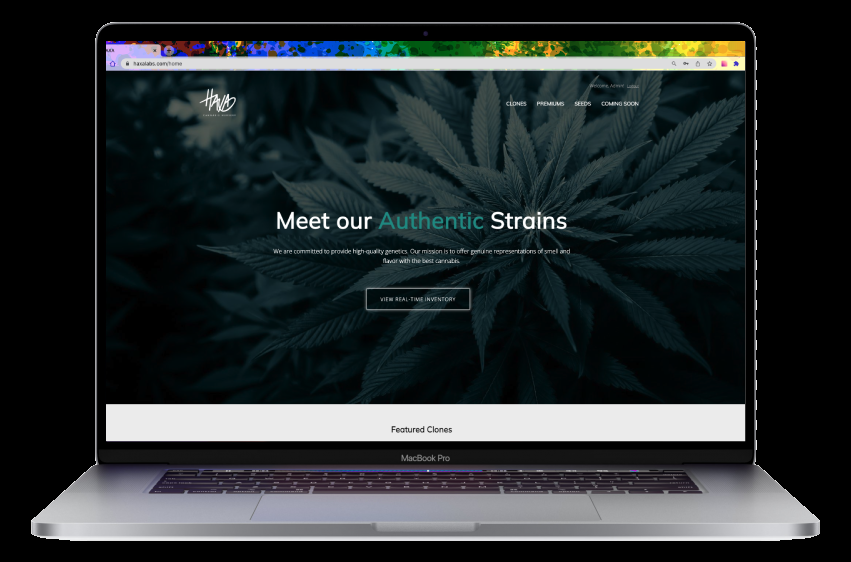 haxalabs.com/home
HAXA
Welcome, Admin! Logout
CLONES PREMIUMS SEEDS COMING SOON
Meet our Authentic Strains
We are committed to provide high-quality genetics. Our mission is to offer genuine representations of smell and
flavor with the best cannabis.
VIEW REAL-TIME INVENTORY
Featured Clones
MacBook Pro